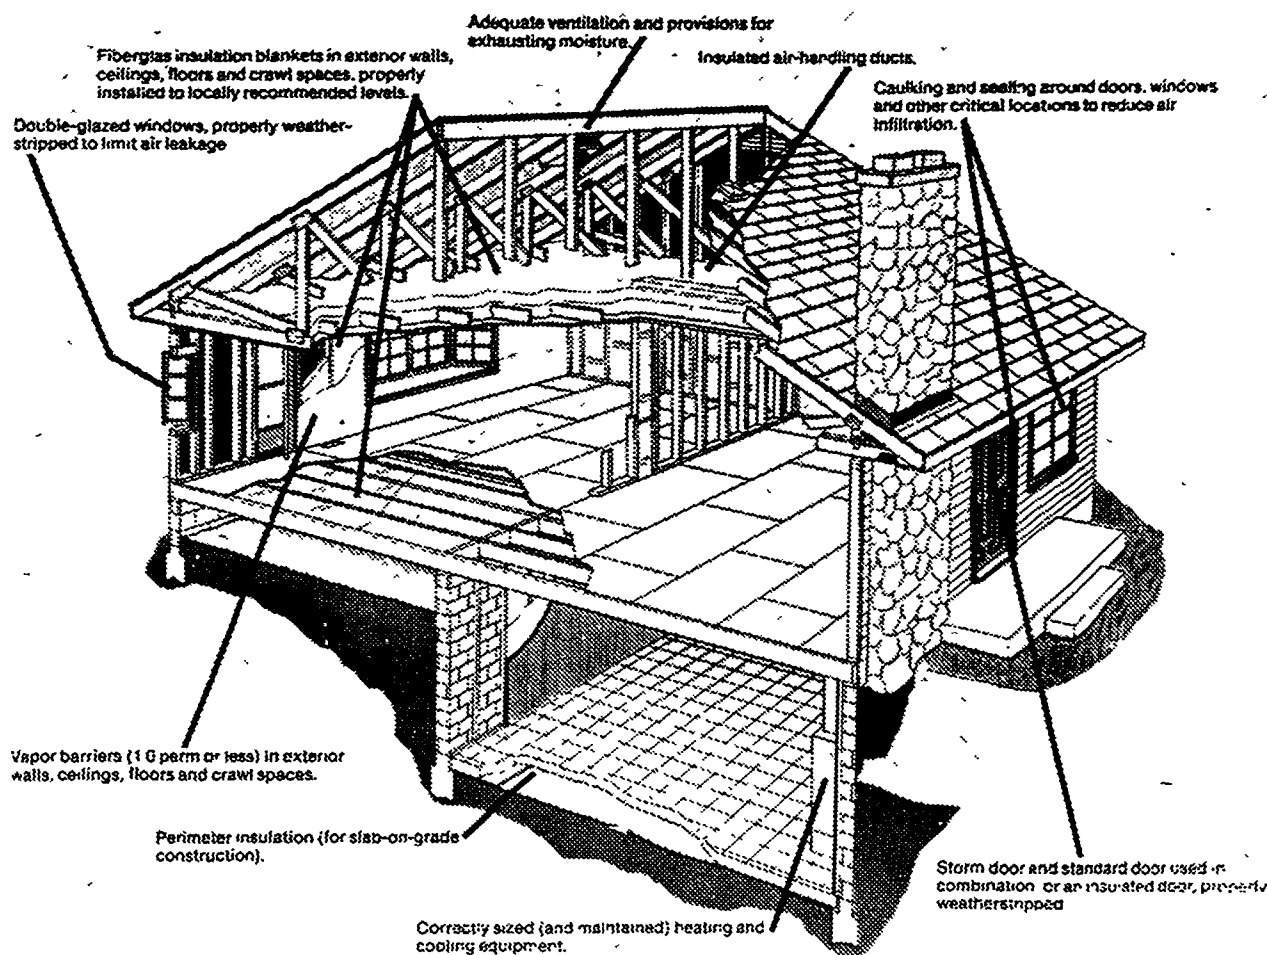 Adequate ventilation and provisions for
exhausting moisture.
Fiberglas insulation blankets in exterior walls,
ceilings, floors and crawl spaces, properly
installed to locally recommended levels.
Insulated air-handling ducts.
Caulking and sealing around doors, windows
and other critical locations to reduce air
infiltration.
Double-glazed windows, properly weather-
stripped to limit air leakage
Vapor barriers (1 0 perm or less) in exterior
walls, ceilings, floors and crawl spaces.
Perimeter insulation (for slab-on-grade
construction).
Correctly sized (and maintained) heating and
cooling equipment.
Storm door and standard door used in
combination or an insulated door, properly
weatherstripped